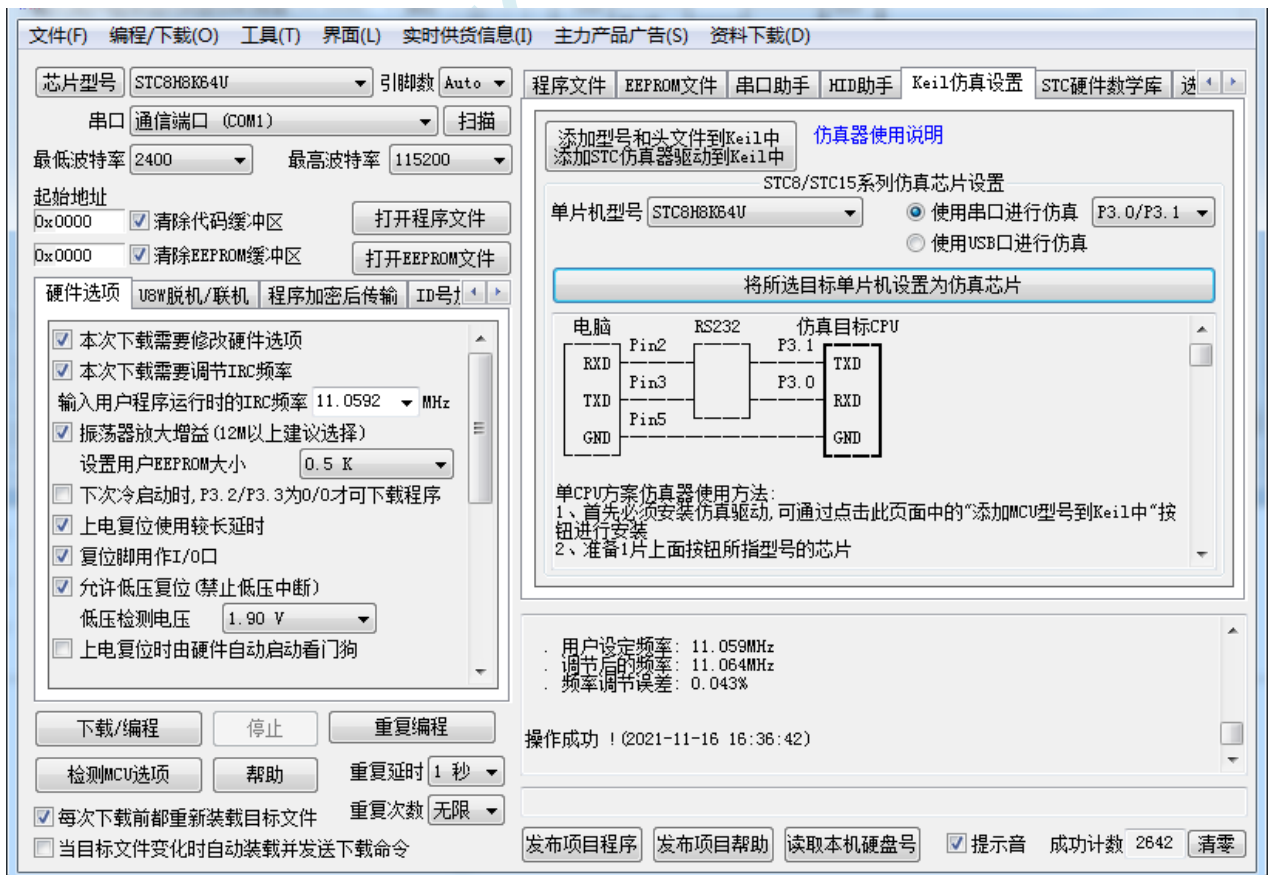 文件(F) 编程/下载(O) 工具(T) 界面(L) 实时供货信息(I) 主力产品广告(S) 资料下载(D)
芯片型号 STC8H8K64U 引脚数 Auto
串口 通信端口 (COM1) 扫描
最低波特率 2400 最高波特率 115200
起始地址
0x0000 清除代码缓冲区 打开程序文件
0x0000 清除EEPROM缓冲区 打开EEPROM文件
硬件选项 U8W脱机/联机 程序加密后传输 ID号
本次下载需要修改硬件选项
本次下载需要调节IRC频率
输入用户程序运行时的IRC频率 11.0592 MHz
振荡器放大增益(12M以上建议选择)
设置用户EEPROM大小 0.5 K
下次冷启动时,P3.2/P3.3为0/0才可下载程序
上电复位使用较长延时
复位脚用作I/O口
允许低压复位(禁止低压中断)
低压检测电压 1.90 V
上电复位时由硬件自动启动看门狗
下载/编程 停止 重复编程
检测MCU选项 帮助 重复延时 1 秒
每次下载前都重新装载目标文件 重复次数 无限
当目标文件变化时自动装载并发送下载命令
程序文件 EEPROM文件 串口助手 HID助手 Keil仿真设置 STC硬件数学库 选
添加型号和头文件到Keil中
添加STC仿真器驱动到Keil中
仿真器使用说明
STC8/STC15系列仿真芯片设置
单片机型号 STC8H8K64U 使用串口进行仿真 P3.0/P3.1
使用USB口进行仿真
将所选目标单片机设置为仿真芯片
电脑 RS232 仿真目标CPU
Pin2 P3.1
RXD TXD
Pin3 P3.0
TXD RXD
Pin5
GND GND
单CPU方案仿真器使用方法:
1、首先必须安装仿真驱动,可通过点击此页面中的"添加MCU型号到Keil中"按
钮进行安装
2、准备1片上面按钮所指型号的芯片
. 用户设定频率: 11.059MHz
. 调节后的频率: 11.064MHz
. 频率调节误差: 0.043%
操作成功 !(2021-11-16 16:36:42)
发布项目程序 发布项目帮助 读取本机硬盘号 提示音 成功计数 2642 清零